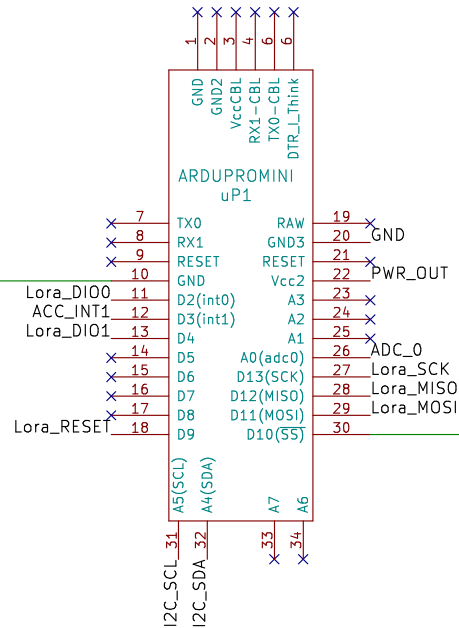 1 2 3 4 6 6
GND GND2 VccCBL RX1-CBL TX0-CBL DTR_I_Think
ARDUPROMINI
uP1
7 TX0 RAW 19
8 RX1 GND3 20 GND
9 RESET RESET 21
10 GND Vcc2 22 PWR_OUT
Lora_DIO0 11 D2(int0) A3 23
ACC_INT1 12 D3(int1) A2 24
Lora_DIO1 13 D4 A1 25
14 D5 A0(adc0) 26 ADC_0
15 D6 D13(SCK) 27 Lora_SCK
16 D7 D12(MISO) 28 Lora_MISO
17 D8 D11(MOSI) 29 Lora_MOSI
Lora_RESET 18 D9 D10(SS) 30
A5(SCL) A4(SDA) A7 A6
31 32 33 34
I2C_SCL I2C_SDA